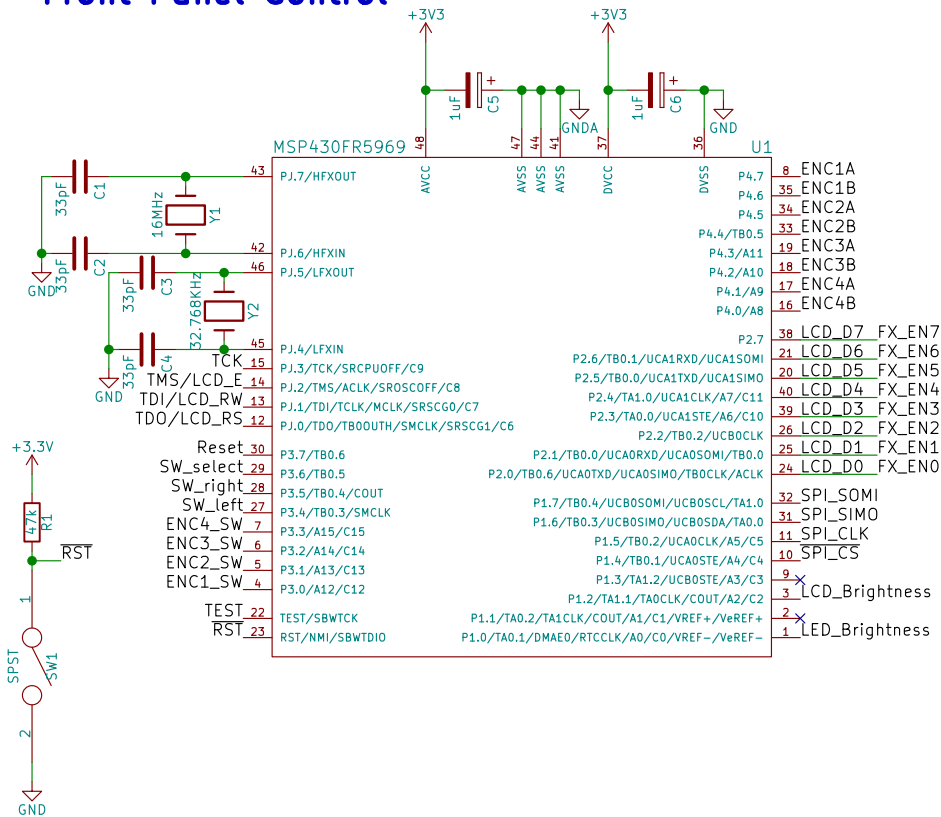 Front Panel Control
+3V3
+3V3
1uF
C5
+
GNDA
1uF
C6
+
GND
MSP430FR5969
U1
48
AVCC
47
AVSS
44
AVSS
41
AVSS
37
DVCC
36
DVSS
33pF
C1
33pF
C2
GND
16MHz
Y1
33pF
C3
33pF
C4
GND
32.768KHz
Y2
43 PJ.7/HFXOUT
42 PJ.6/HFXIN
46 PJ.5/LFXOUT
45 PJ.4/LFXIN
TCK 15 PJ.3/TCK/SRCPUOFF/C9
TMS/LCD_E 14 PJ.2/TMS/ACLK/SROSCOFF/C8
TDI/LCD_RW 13 PJ.1/TDI/TCLK/MCLK/SRSCG0/C7
TDO/LCD_RS 12 PJ.0/TDO/TB0OUTH/SMCLK/SRSCG1/C6
Reset 30 P3.7/TB0.6
SW_select 29 P3.6/TB0.5
SW_right 28 P3.5/TB0.4/COUT
SW_left 27 P3.4/TB0.3/SMCLK
ENC4_SW 7 P3.3/A15/C15
ENC3_SW 6 P3.2/A14/C14
ENC2_SW 5 P3.1/A13/C13
ENC1_SW 4 P3.0/A12/C12
TEST 22 TEST/SBWTCK
RST 23 RST/NMI/SBWTDIO
P4.7 8 ENC1A
P4.6 35 ENC1B
P4.5 34 ENC2A
P4.4/TB0.5 33 ENC2B
P4.3/A11 19 ENC3A
P4.2/A10 18 ENC3B
P4.1/A9 17 ENC4A
P4.0/A8 16 ENC4B
P2.7 38 LCD_D7 FX_EN7
P2.6/TB0.1/UCA1RXD/UCA1SOMI 21 LCD_D6 FX_EN6
P2.5/TB0.0/UCA1TXD/UCA1SIMO 20 LCD_D5 FX_EN5
P2.4/TA1.0/UCA1CLK/A7/C11 40 LCD_D4 FX_EN4
P2.3/TA0.0/UCA1STE/A6/C10 39 LCD_D3 FX_EN3
P2.2/TB0.2/UCB0CLK 26 LCD_D2 FX_EN2
P2.1/TB0.0/UCA0RXD/UCA0SOMI/TB0.0 25 LCD_D1 FX_EN1
P2.0/TB0.6/UCA0TXD/UCA0SIMO/TB0CLK/ACLK 24 LCD_D0 FX_EN0
P1.7/TB0.4/UCB0SOMI/UCB0SCL/TA1.0 32 SPI_SOMI
P1.6/TB0.3/UCB0SIMO/UCB0SDA/TA0.0 31 SPI_SIMO
P1.5/TB0.2/UCA0CLK/A5/C5 11 SPI_CLK
P1.4/TB0.1/UCA0STE/A4/C4 10 SPI_CS
P1.3/TA1.2/UCB0STE/A3/C3 9
P1.2/TA1.1/TA0CLK/COUT/A2/C2 3 LCD_Brightness
P1.1/TA0.2/TA1CLK/COUT/A1/C1/VREF+/VeREF+ 2
P1.0/TA0.1/DMAE0/RTCCLK/A0/C0/VREF-/VeREF- 1 LED_Brightness
+3.3V
47k
R1
RST
1
SPST
SW1
2
GND